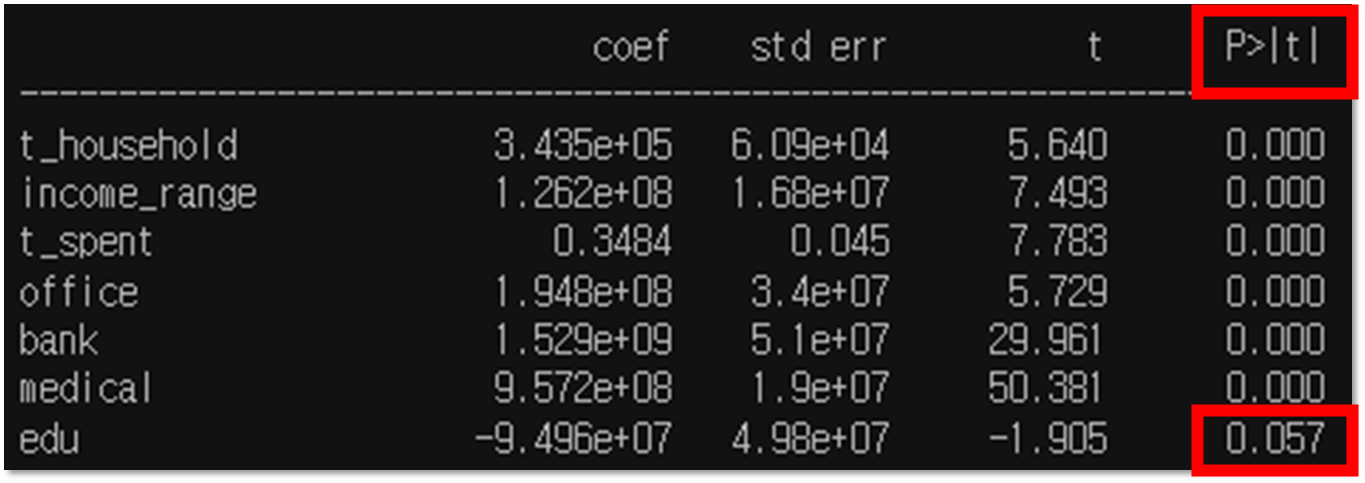 coef std err t P>|t|
--------------------------------------------------------------
t_household 3.435e+05 6.09e+04 5.640 0.000
income_range 1.262e+08 1.68e+07 7.493 0.000
t_spent 0.3484 0.045 7.783 0.000
office 1.948e+08 3.4e+07 5.729 0.000
bank 1.529e+09 5.1e+07 29.961 0.000
medical 9.572e+08 1.9e+07 50.381 0.000
edu -9.496e+07 4.98e+07 -1.905 0.057